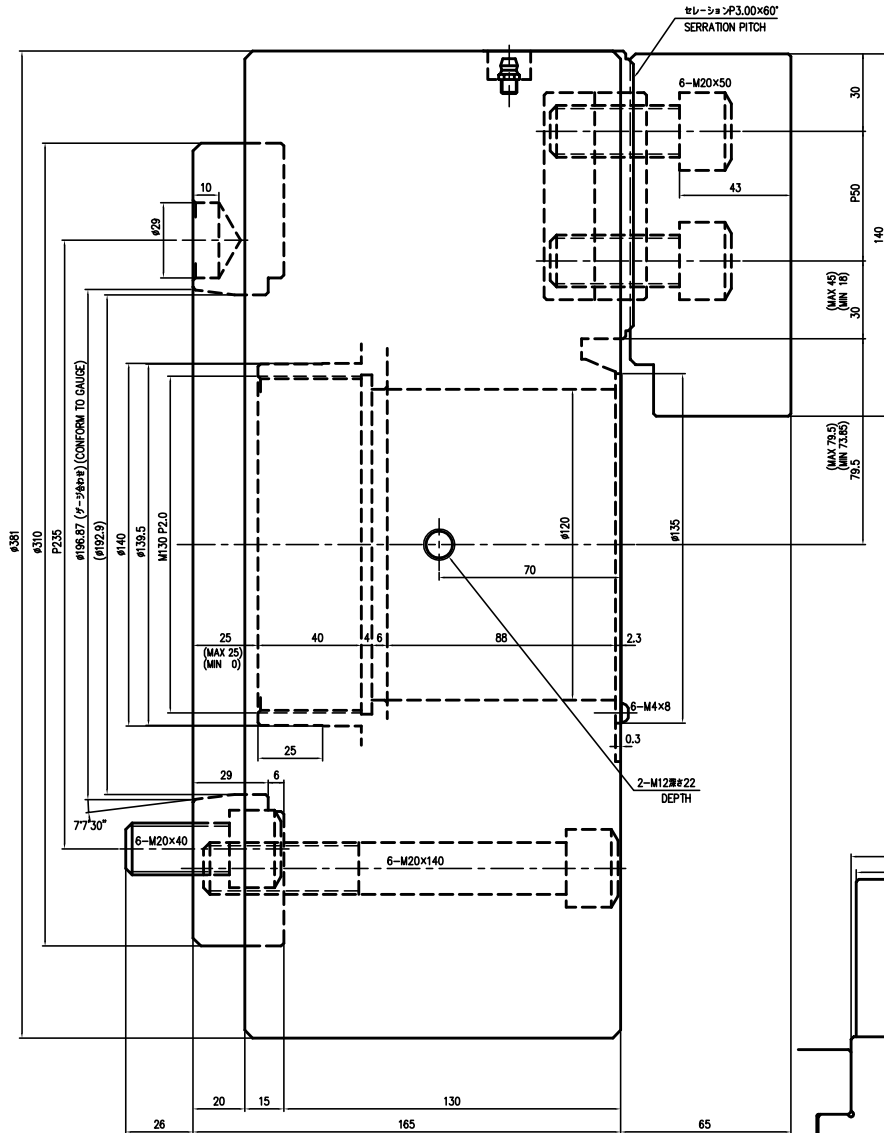 セレーションP3.00×60°
SERRATION PITCH
6-M20×50
30
43
P50
140
(MAX 45)
(MIN 18)
30
10
ø29
(MAX 79.5)
(MIN 73.85)
79.5
ø381
ø310
P235
ø196.87 (ゲージ合わせ)(CONFORM TO GAUGE)
(ø192.9)
ø140
ø139.5
M130 P2.0
ø120
ø135
70
25
(MAX 25)
(MIN 0)
40
4
6
88
2.3
6-M4×8
0.3
25
29
6
2-M12深さ22
DEPTH
7°7'30"
6-M20×40
6-M20×140
20
15
130
26
165
65